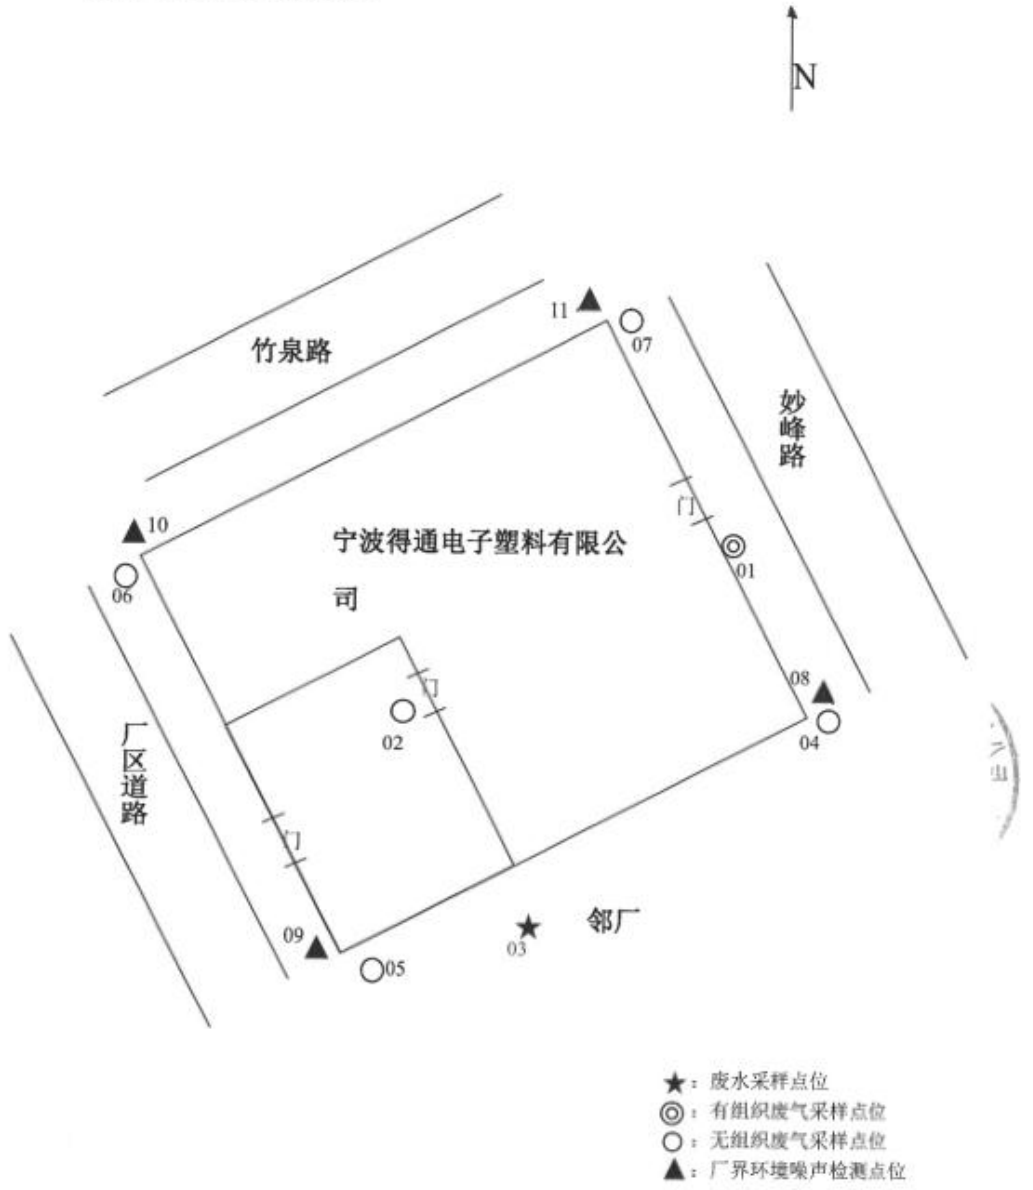 N
竹泉路
11
07
妙
峰
路
门
10
宁波得通电子塑料有限公
司
01
06
门
08
02
04
厂
区
道
路
门
邻厂
09
03
05
★：废水采样点位
◎：有组织废气采样点位
○：无组织废气采样点位
▲：厂界环境噪声检测点位